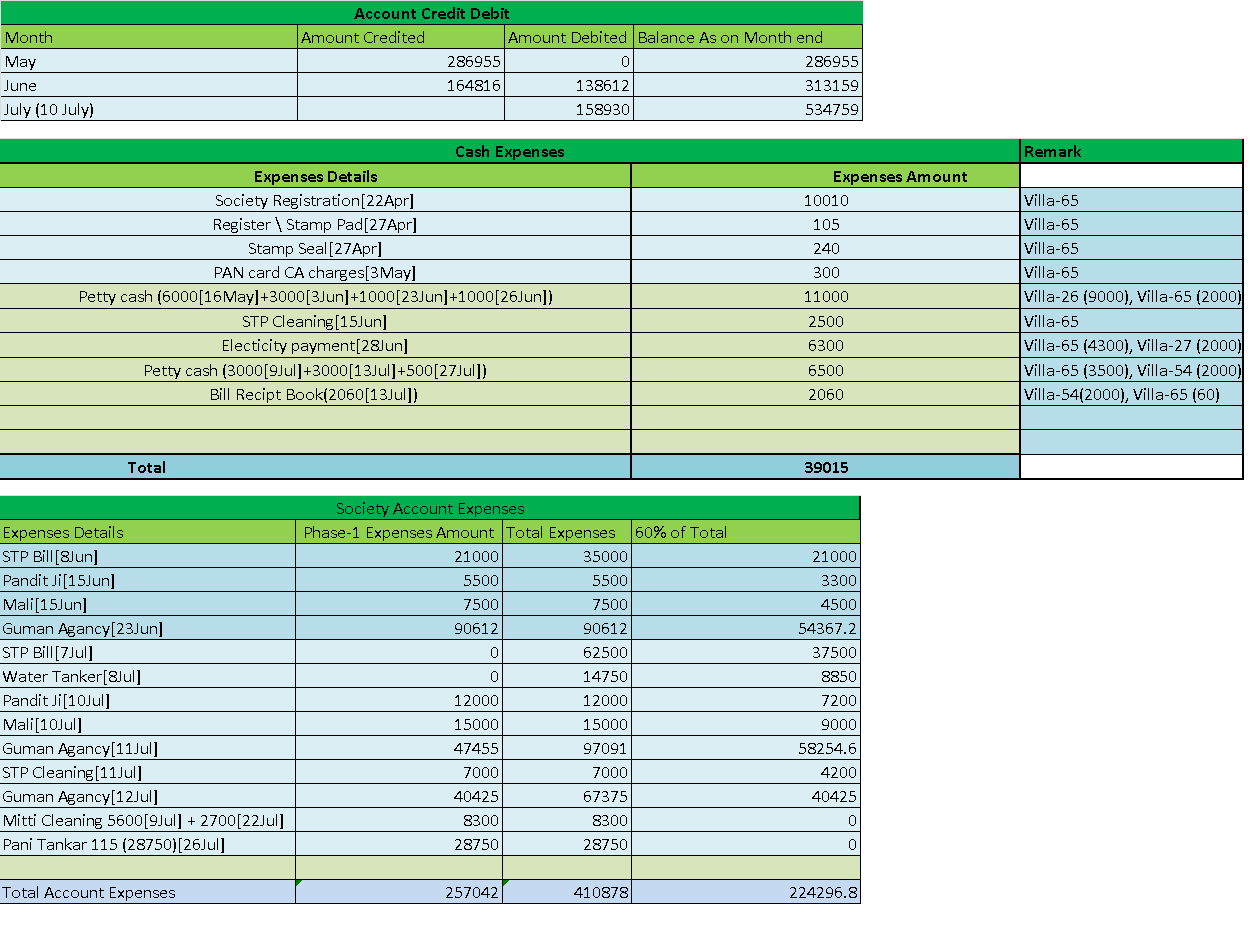 Account Credit Debit
Month Amount Credited Amount Debited Balance As on Month end
May 286955 0 286955
June 164816 138612 313159
July (10 July) 158930 534759
Cash Expenses Remark
Expenses Details Expenses Amount
Society Registration[22Apr] 10010 Villa-65
Register \ Stamp Pad[27Apr] 105 Villa-65
Stamp Seal[27Apr] 240 Villa-65
PAN card CA charges[3May] 300 Villa-65
Petty cash (6000[16May]+3000[3Jun]+1000[23Jun]+1000[26Jun]) 11000 Villa-26 (9000), Villa-65 (2000)
STP Cleaning[15Jun] 2500 Villa-65
Electicity payment[28Jun] 6300 Villa-65 (4300), Villa-27 (2000)
Petty cash (3000[9Jul]+3000[13Jul]+500[27Jul]) 6500 Villa-65 (3500), Villa-54 (2000)
Bill Recipt Book(2060[13Jul]) 2060 Villa-54(2000), Villa-65 (60)
Total 39015
Society Account Expenses
Expenses Details Phase-1 Expenses Amount Total Expenses 60% of Total
STP Bill[8Jun] 21000 35000 21000
Pandit Ji[15Jun] 5500 5500 3300
Mali[15Jun] 7500 7500 4500
Guman Agancy[23Jun] 90612 90612 54367.2
STP Bill[7Jul] 0 62500 37500
Water Tanker[8Jul] 0 14750 8850
Pandit Ji[10Jul] 12000 12000 7200
Mali[10Jul] 15000 15000 9000
Guman Agancy[11Jul] 47455 97091 58254.6
STP Cleaning[11Jul] 7000 7000 4200
Guman Agancy[12Jul] 40425 67375 40425
Mitti Cleaning 5600[9Jul] + 2700[22Jul] 8300 8300 0
Pani Tankar 115 (28750)[26Jul] 28750 28750 0
Total Account Expenses 257042 410878 224296.8